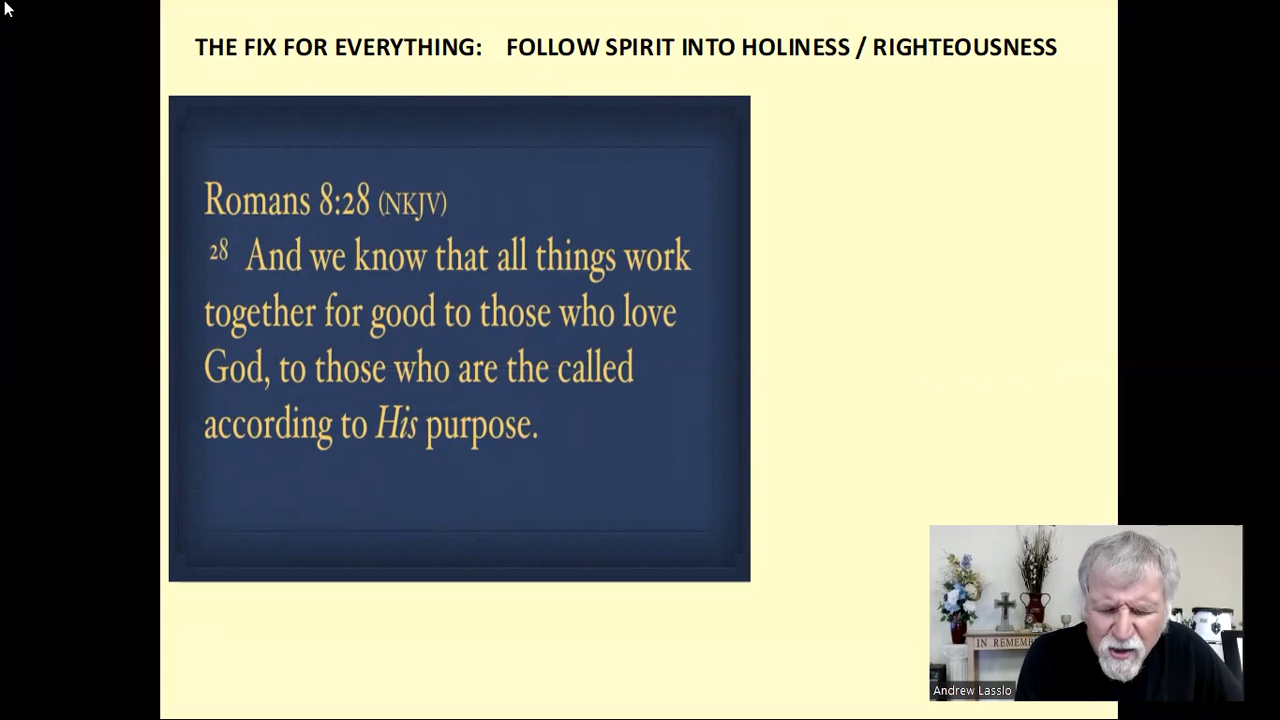 THE FIX FOR EVERYTHING: FOLLOW SPIRIT INTO HOLINESS / RIGHTEOUSNESS
Romans 8:28 (NKJV)
28 And we know that all things work
together for good to those who love
God, to those who are the called
according to His purpose.
IN REMEMB
Andrew Lasslo